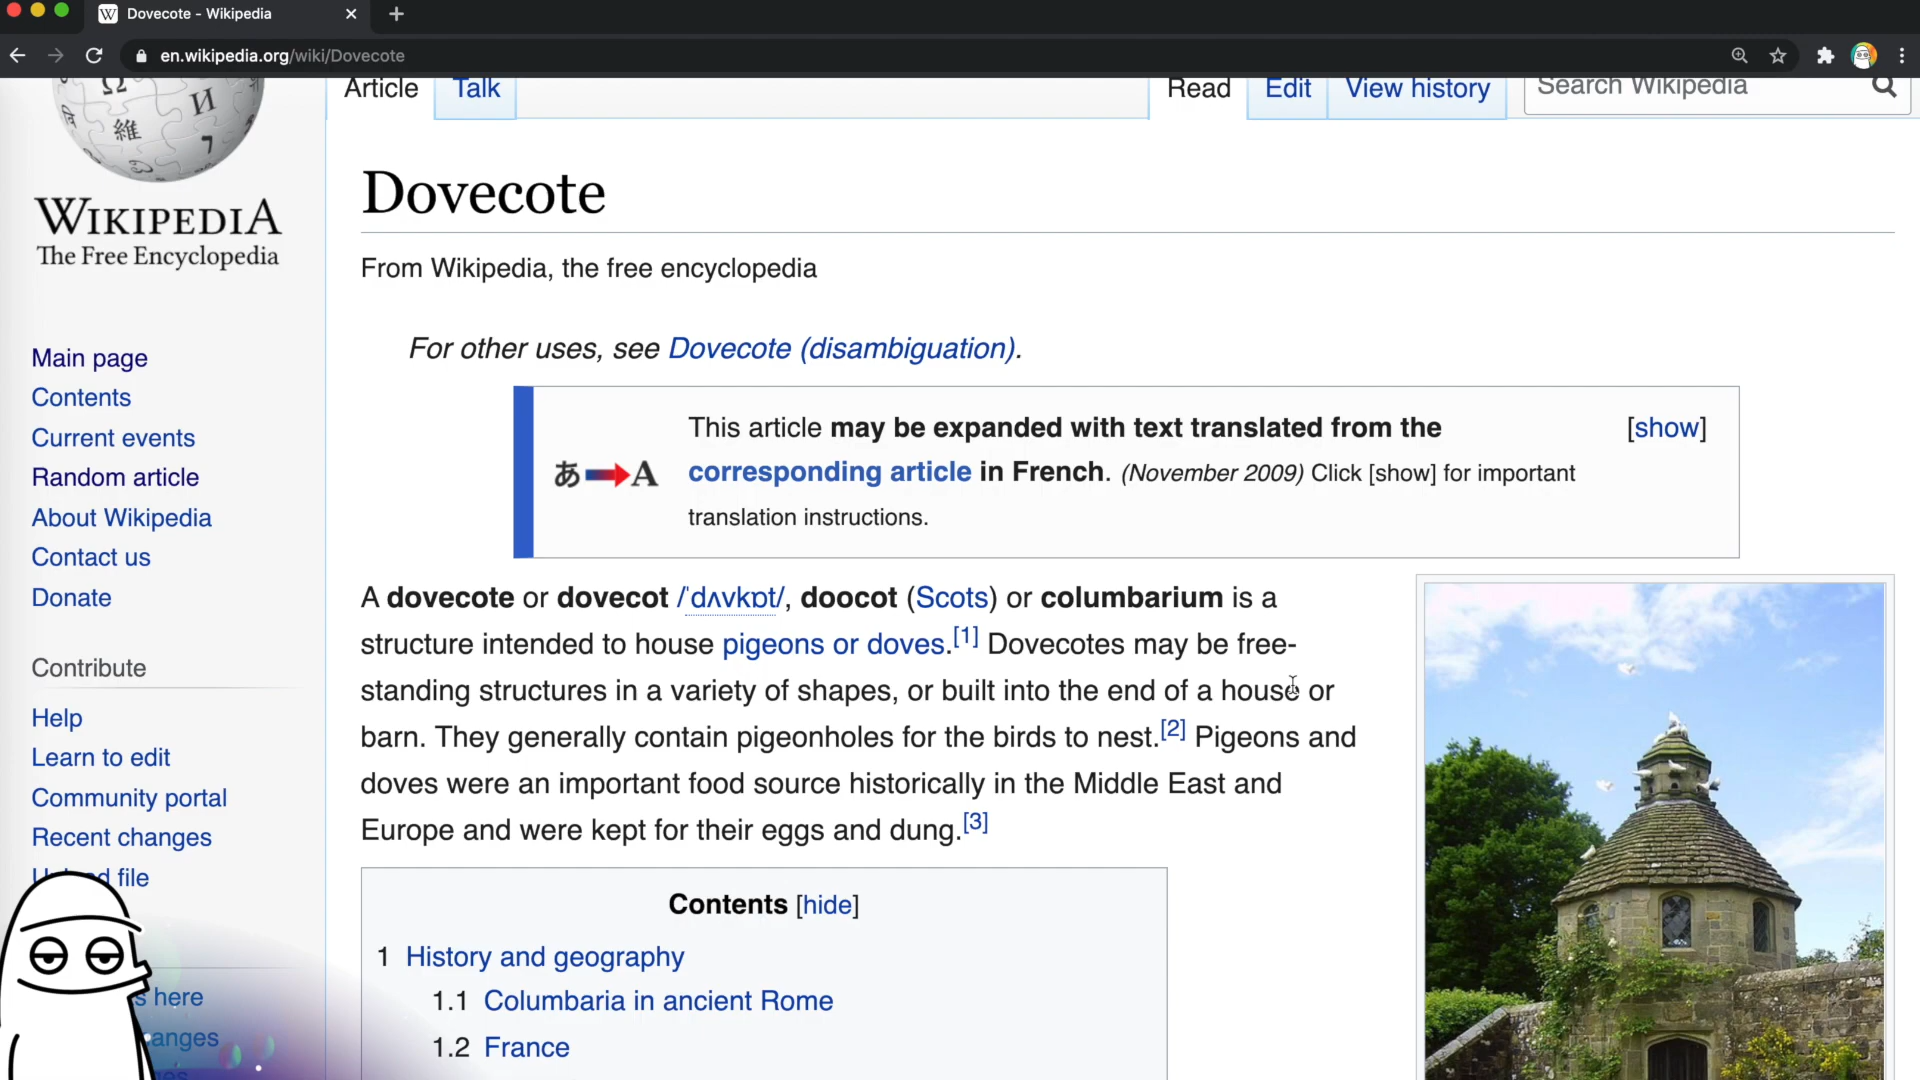 Dovecote - Wikipedia
en.wikipedia.org/wiki/Dovecote
Article Talk Read Edit View history Search Wikipedia
Ω
И
維
7
WIKIPEDIA
The Free Encyclopedia
Main page
Contents
Current events
Random article
About Wikipedia
Contact us
Donate
Contribute
Help
Learn to edit
Community portal
Recent changes
file
s here
anges
Dovecote
From Wikipedia, the free encyclopedia
For other uses, see Dovecote (disambiguation).
This article may be expanded with text translated from the [show]
あ A corresponding article in French. (November 2009) Click [show] for important
translation instructions.
A dovecote or dovecot /ˈdʌvkɒt/, doocot (Scots) or columbarium is a
structure intended to house pigeons or doves.[1] Dovecotes may be free-
standing structures in a variety of shapes, or built into the end of a house or
barn. They generally contain pigeonholes for the birds to nest.[2] Pigeons and
doves were an important food source historically in the Middle East and
Europe and were kept for their eggs and dung.[3]
Contents [hide]
1 History and geography
1.1 Columbaria in ancient Rome
1.2 France